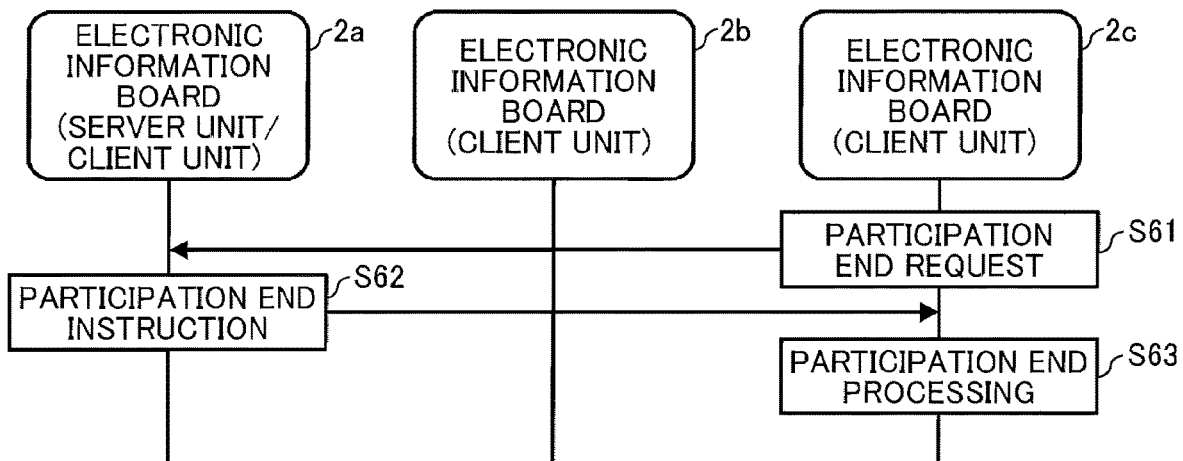 ELECTRONIC
INFORMATION
BOARD
(SERVER UNIT/
CLIENT UNIT)
2a
ELECTRONIC
INFORMATION
BOARD
(CLIENT UNIT)
2b
ELECTRONIC
INFORMATION
BOARD
(CLIENT UNIT)
2c
PARTICIPATION
END REQUEST
S61
PARTICIPATION END
INSTRUCTION
S62
PARTICIPATION END
PROCESSING
S63